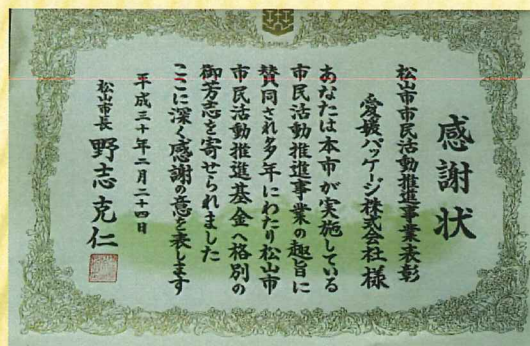 感謝状
松山市市民活動推進事業表彰
愛媛パッケージ株式会社様
あなたは本市が実施している
市民活動推進事業の趣旨に
賛同され多年にわたり松山市
市民活動推進基金へ格別の
御芳志を寄せられました
ここに深く感謝の意を表します
平成三十年二月二十四日
松山市長 野志克仁